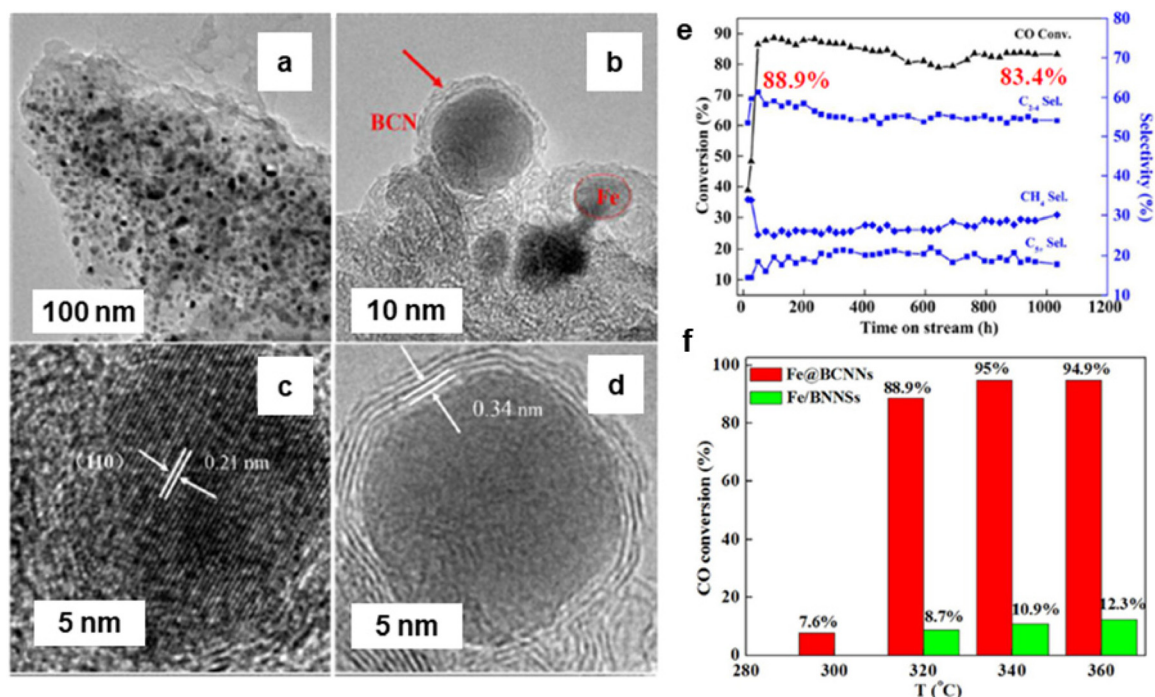 a
100 nm
b
BCN
Fe
10 nm
c
(110)
0.21 nm
5 nm
d
0.34 nm
5 nm
e
CO Conv.
88.9%
83.4%
C2-4 Sel.
CH4 Sel.
C5+ Sel.
Conversion (%)
90
80
70
60
50
40
30
20
10
Selectivity (%)
80
70
60
50
40
30
20
10
0 200 400 600 800 1000 1200
Time on stream (h)
f
Fe@BCNNs
Fe/BNNSs
CO conversion (%)
100
80
60
40
20
0
7.6%
88.9%
8.7%
95%
10.9%
94.9%
12.3%
280 300 320 340 360
T (°C)